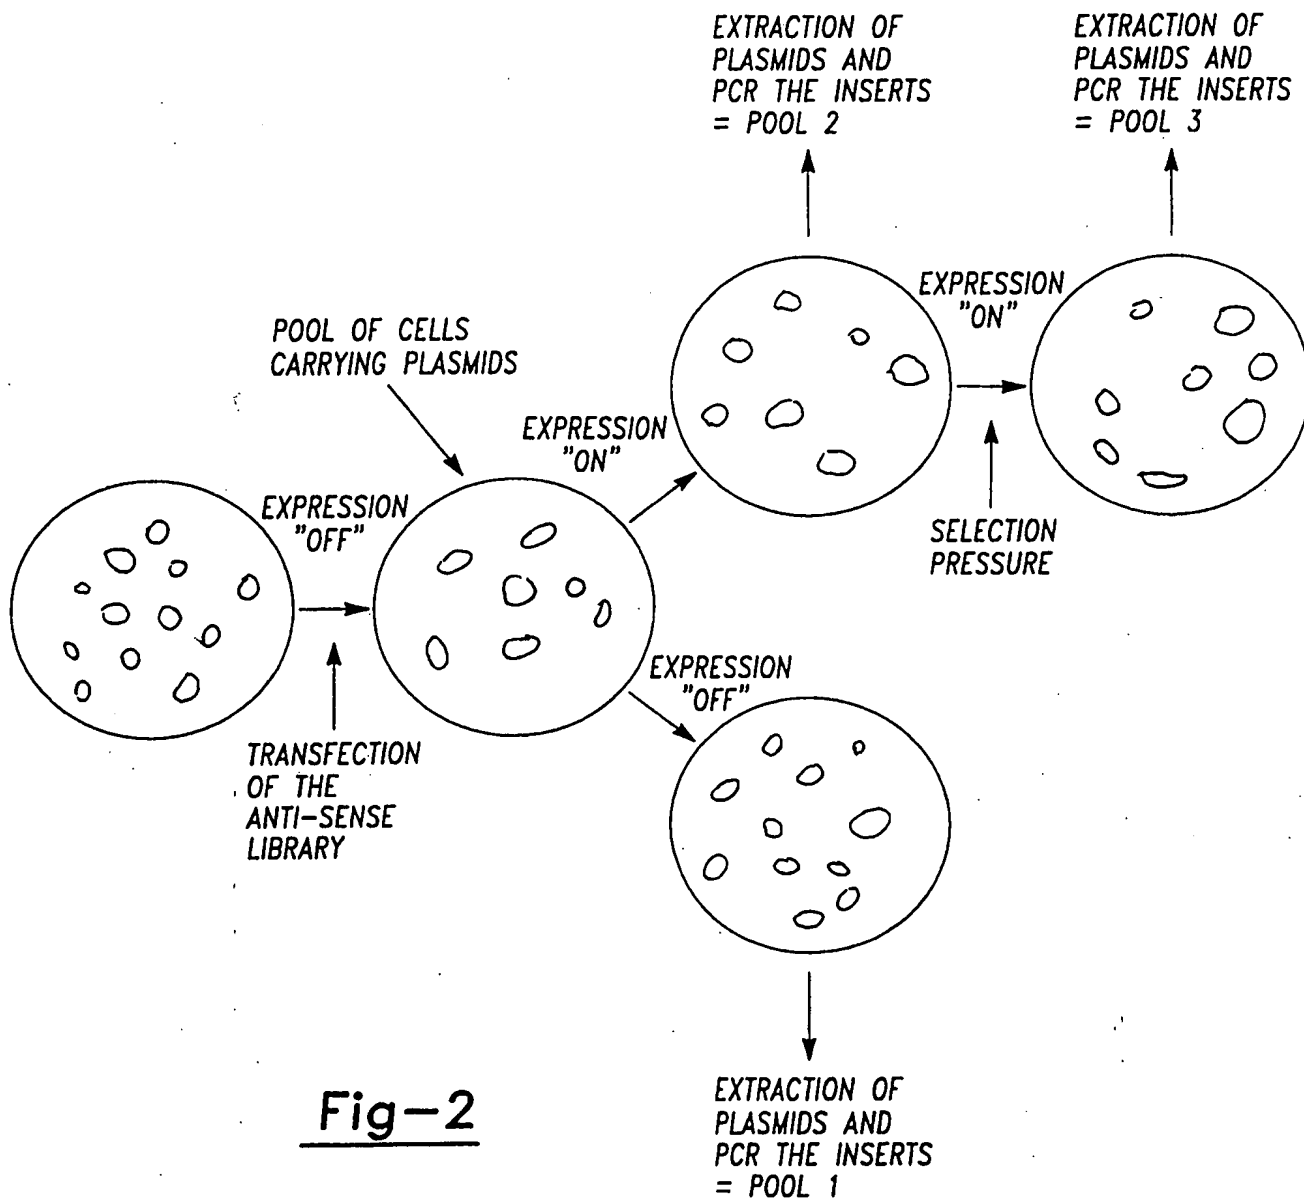 EXTRACTION OF
PLASMIDS AND
PCR THE INSERTS
= POOL 2
EXTRACTION OF
PLASMIDS AND
PCR THE INSERTS
= POOL 3
POOL OF CELLS
CARRYING PLASMIDS
EXPRESSION
"OFF"
EXPRESSION
"ON"
EXPRESSION
"ON"
SELECTION
PRESSURE
TRANSFECTION
OF THE
ANTI-SENSE
LIBRARY
EXPRESSION
"OFF"
EXTRACTION OF
PLASMIDS AND
PCR THE INSERTS
= POOL 1
Fig-2